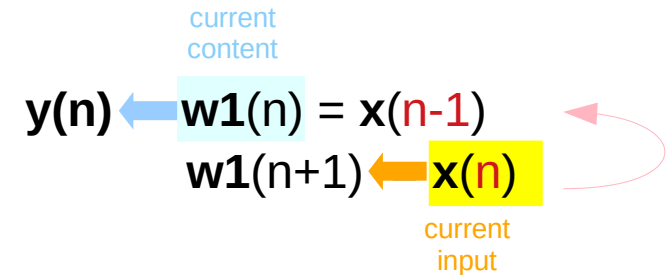 current
content
y(n) w1(n) = x(n-1)
w1(n+1) x(n)
current
input